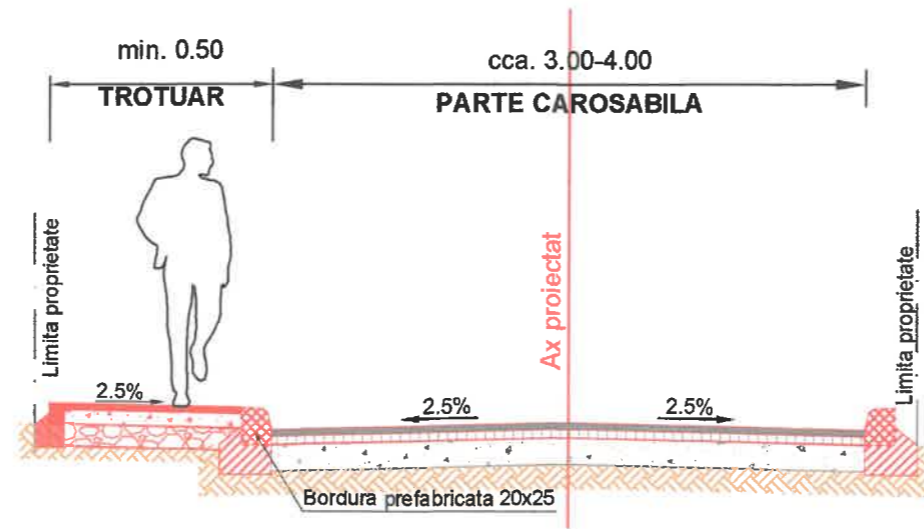 min. 0.50
cca. 3.00-4.00
TROTUAR
PARTE CAROSABILA
Limita proprietate
Ax proiectat
Limita proprietate
2.5%
2.5%
2.5%
Bordura prefabricata 20x25